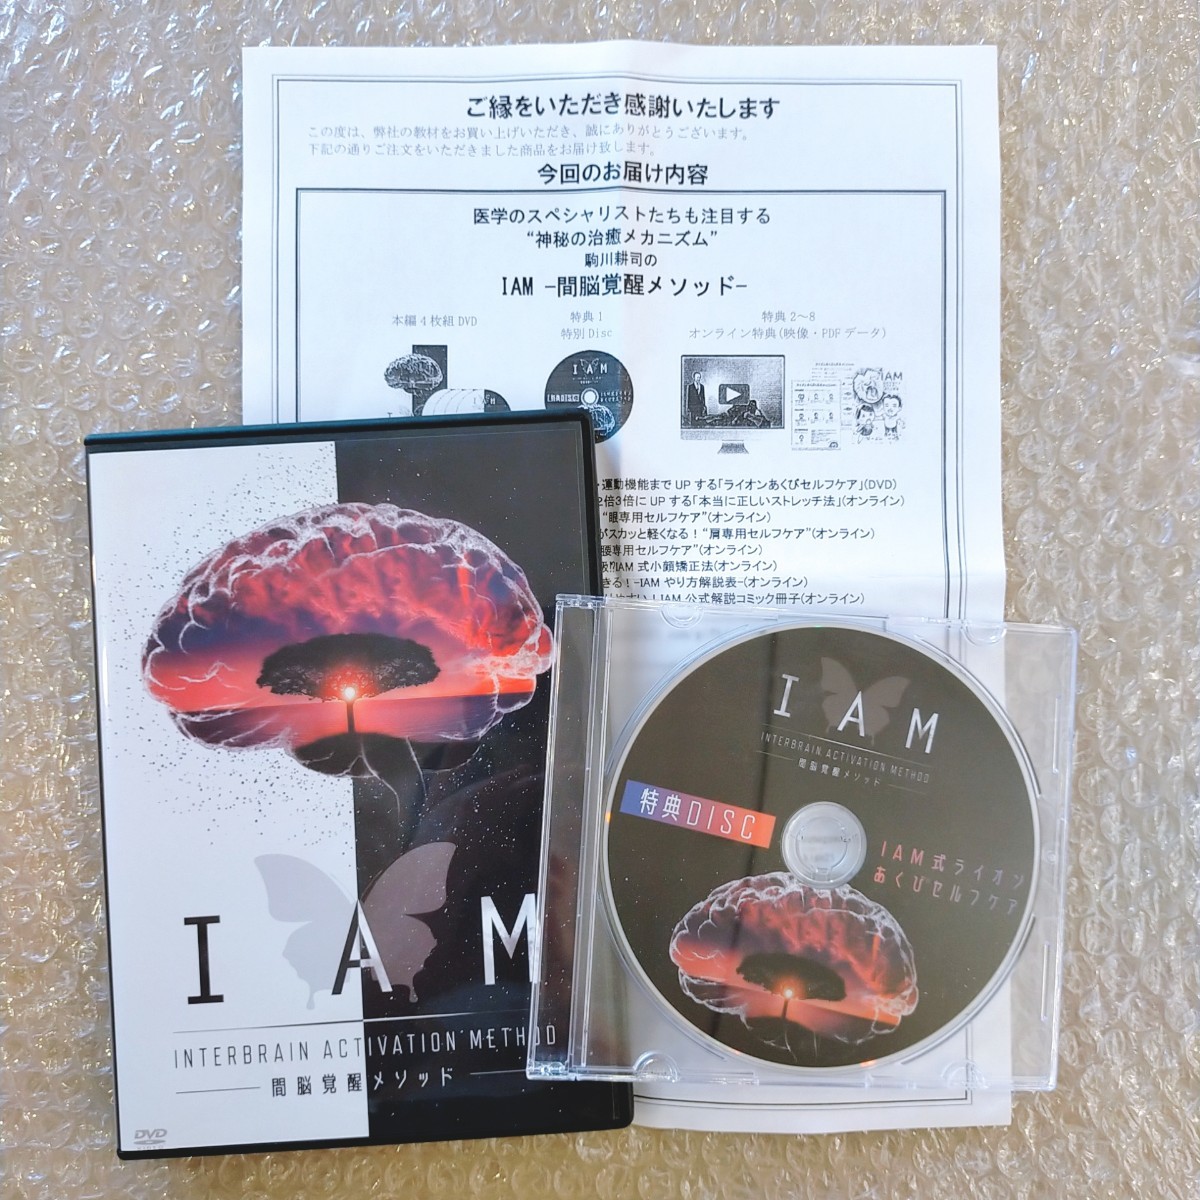 ご縁をいただき感謝いたします
この度は、弊社の教材をお買い上げいただき、誠にありがとうございます。
下記の通りご注文をいただきました商品をお届け致します。
今回のお届け内容
医学のスペシャリストたちも注目する
“神秘の治癒メカニズム”
駒川耕司の
IAM -間脳覚醒メソッド-
本編4枚組DVD
特典1
特別Disc
特典2～8
オンライン特典(映像・PDFデータ)
I A M
IAM
・運動機能までUPする「ライオンあくびセルフケア」(DVD)
2倍3倍にUPする「本当に正しいストレッチ法」(オンライン)
“眼専用セルフケア”(オンライン)
がスカッと軽くなる！“肩専用セルフケア”(オンライン)
腰専用セルフケア”(オンライン)
!?IAM式小顔矯正法(オンライン)
きる！-IAMやり方解説表-(オンライン)
やすい！IAM公式解説コミック冊子(オンライン)
I A M
INTERBRAIN ACTIVATION METHOD
間脳覚醒メソッド
DVD
I A M
INTERBRAIN ACTIVATION METHOD
間脳覚醒メソッド
特典DISC
IAM式ライオン
あくびセルフケア